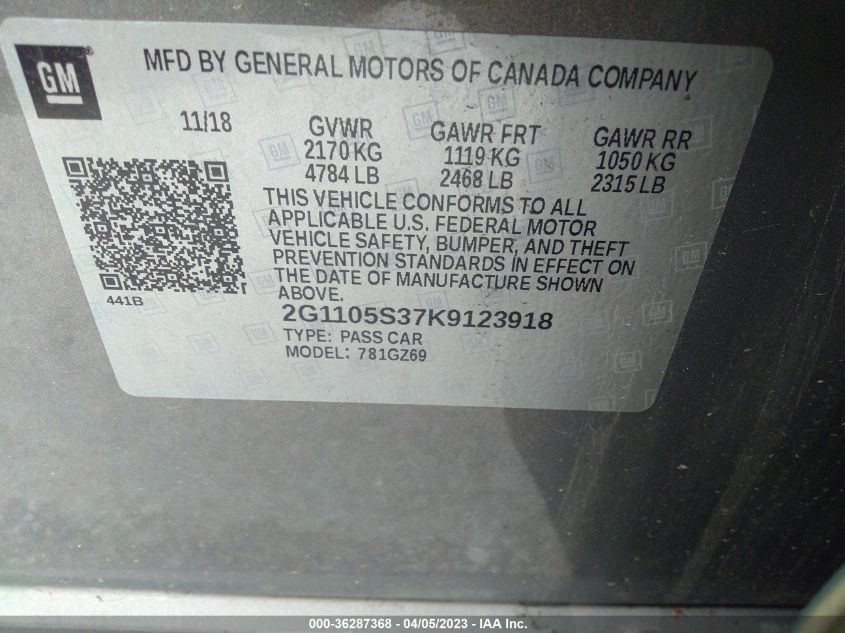 GM
MFD BY GENERAL MOTORS OF CANADA COMPANY
11/18
GVWR
2170 KG
4784 LB
GAWR FRT
1119 KG
2468 LB
GAWR RR
1050 KG
2315 LB
THIS VEHICLE CONFORMS TO ALL
APPLICABLE U.S. FEDERAL MOTOR
VEHICLE SAFETY, BUMPER, AND THEFT
PREVENTION STANDARDS IN EFFECT ON
THE DATE OF MANUFACTURE SHOWN
ABOVE.
441B
2G1105S37K9123918
TYPE: PASS CAR
MODEL: 781GZ69
000-36287368 - 04/05/2023 - IAA Inc.